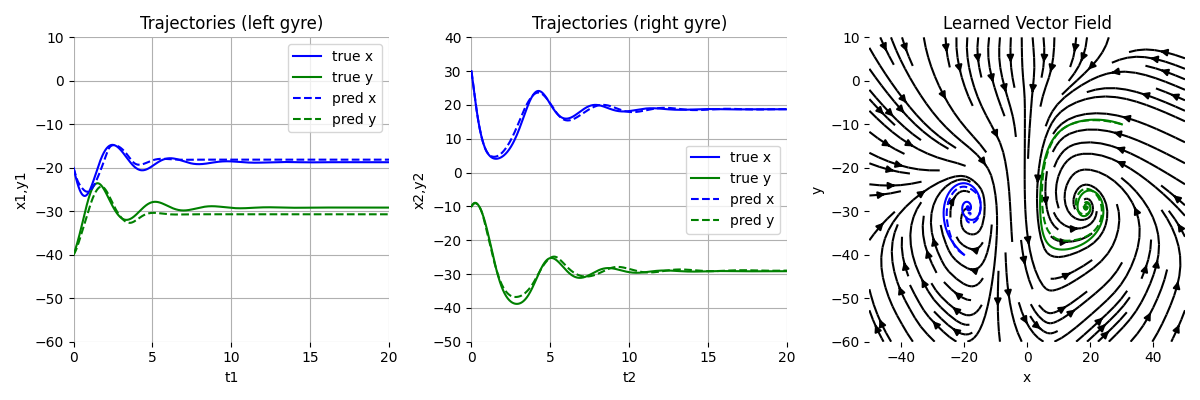 Trajectories (left gyre)
10
0
−10
−20
−30
−40
−50
−60
x1,y1
0
5
10
15
20
t1
true x
true y
pred x
pred y
Trajectories (right gyre)
40
30
20
10
0
−10
−20
−30
−40
−50
x2,y2
0
5
10
15
20
t2
true x
true y
pred x
pred y
Learned Vector Field
10
0
−10
−20
−30
−40
−50
−60
y
−40
−20
0
20
40
x